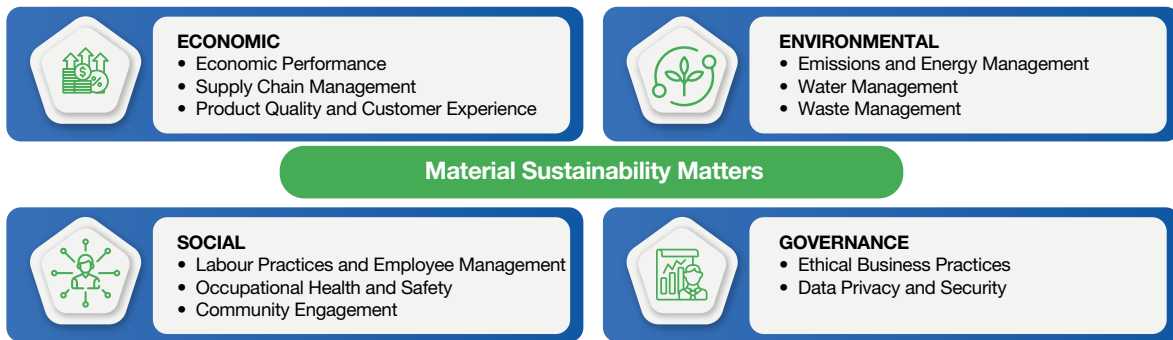 ECONOMIC
• Economic Performance
• Supply Chain Management
• Product Quality and Customer Experience
ENVIRONMENTAL
• Emissions and Energy Management
• Water Management
• Waste Management
Material Sustainability Matters
SOCIAL
• Labour Practices and Employee Management
• Occupational Health and Safety
• Community Engagement
GOVERNANCE
• Ethical Business Practices
• Data Privacy and Security